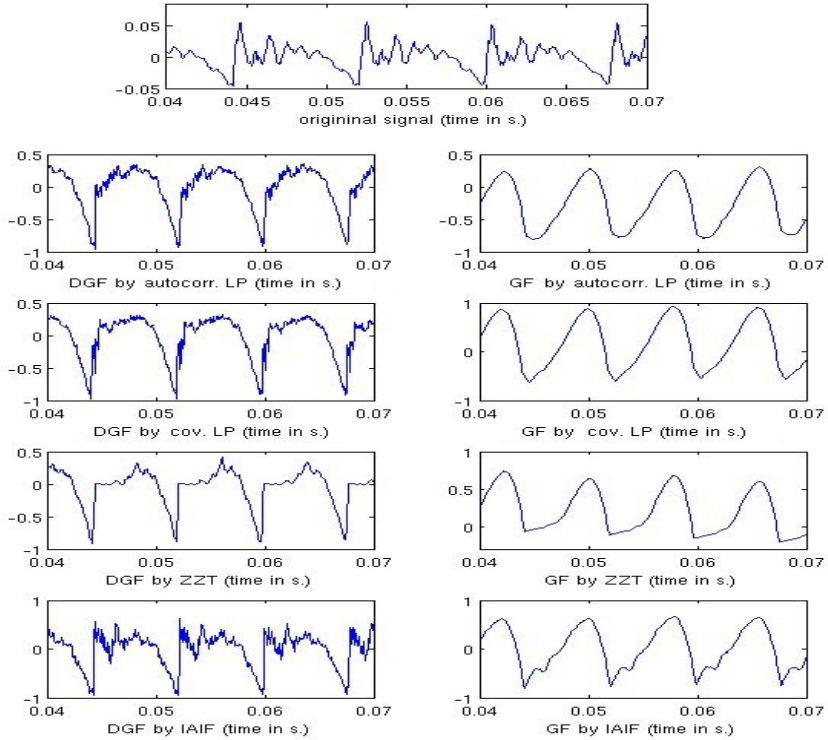 0.05
0
-0.05
0.04 0.045 0.05 0.055 0.06 0.065 0.07
origininal signal (time in s.)
0.5
0
-0.5
-1
0.04 0.05 0.06 0.07
DGF by autocorr. LP (time in s.)
0.5
0
-0.5
-1
0.04 0.05 0.06 0.07
GF by autocorr. LP (time in s.)
0.5
0
-0.5
-1
0.04 0.05 0.06 0.07
DGF by cov. LP (time in s.)
1
0
-1
0.04 0.05 0.06 0.07
GF by cov. LP (time in s.)
0.5
0
-0.5
-1
0.04 0.05 0.06 0.07
DGF by ZZT (time in s.)
1
0.5
0
0.04 0.05 0.06 0.07
GF by ZZT (time in s.)
1
0
-1
0.04 0.05 0.06 0.07
DGF by IAIF (time in s.)
1
0
-1
0.04 0.05 0.06 0.07
GF by IAIF (time in s.)